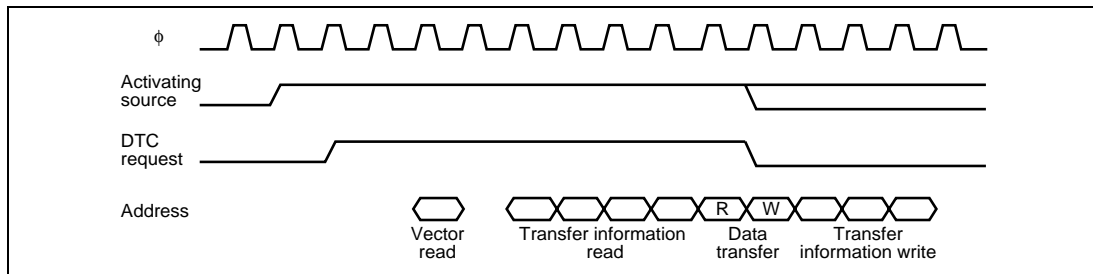 ϕ
Activating
source
DTC
request
Address
R W
Vector
read
Transfer information
read
Data
transfer
Transfer
information write